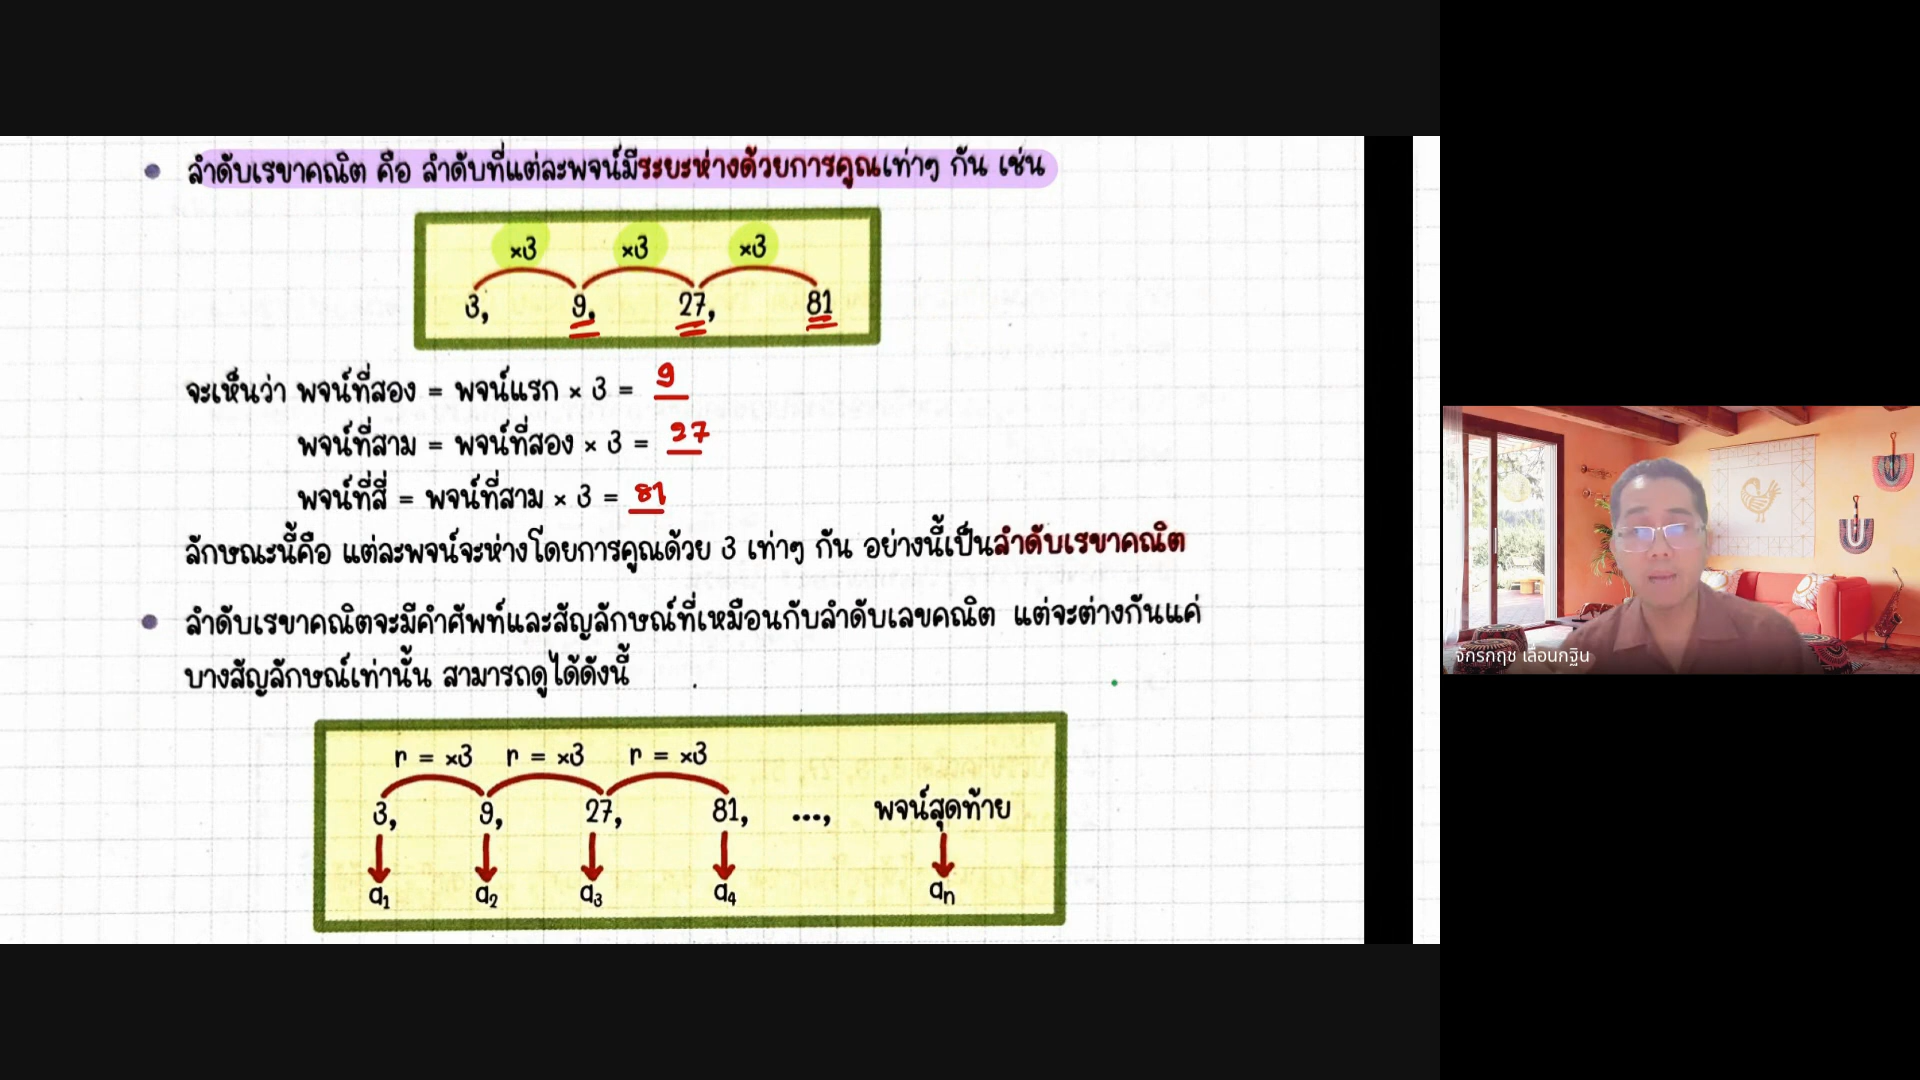 ลำดับเรขาคณิต คือ ลำดับที่แต่ละพจน์มีระยะห่างด้วยการคูณเท่าๆ กัน เช่น
×3 ×3 ×3
3, 9, 27, 81
จะเห็นว่า พจน์ที่สอง = พจน์แรก × 3 = 9
พจน์ที่สาม = พจน์ที่สอง × 3 = 27
พจน์ที่สี่ = พจน์ที่สาม × 3 = 81
ลักษณะนี้คือ แต่ละพจน์จะห่างโดยการคูณด้วย 3 เท่าๆ กัน อย่างนี้เป็นลำดับเรขาคณิต
ลำดับเรขาคณิตจะมีคำศัพท์และสัญลักษณ์ที่เหมือนกับลำดับเลขคณิต แต่จะต่างกันแค่
บางสัญลักษณ์เท่านั้น สามารถดูได้ดังนี้
r = ×3 r = ×3 r = ×3
3, 9, 27, 81, ..., พจน์สุดท้าย
a₁ a₂ a₃ a₄ aₙ
จักรกฤช เลื่อนกฐิน